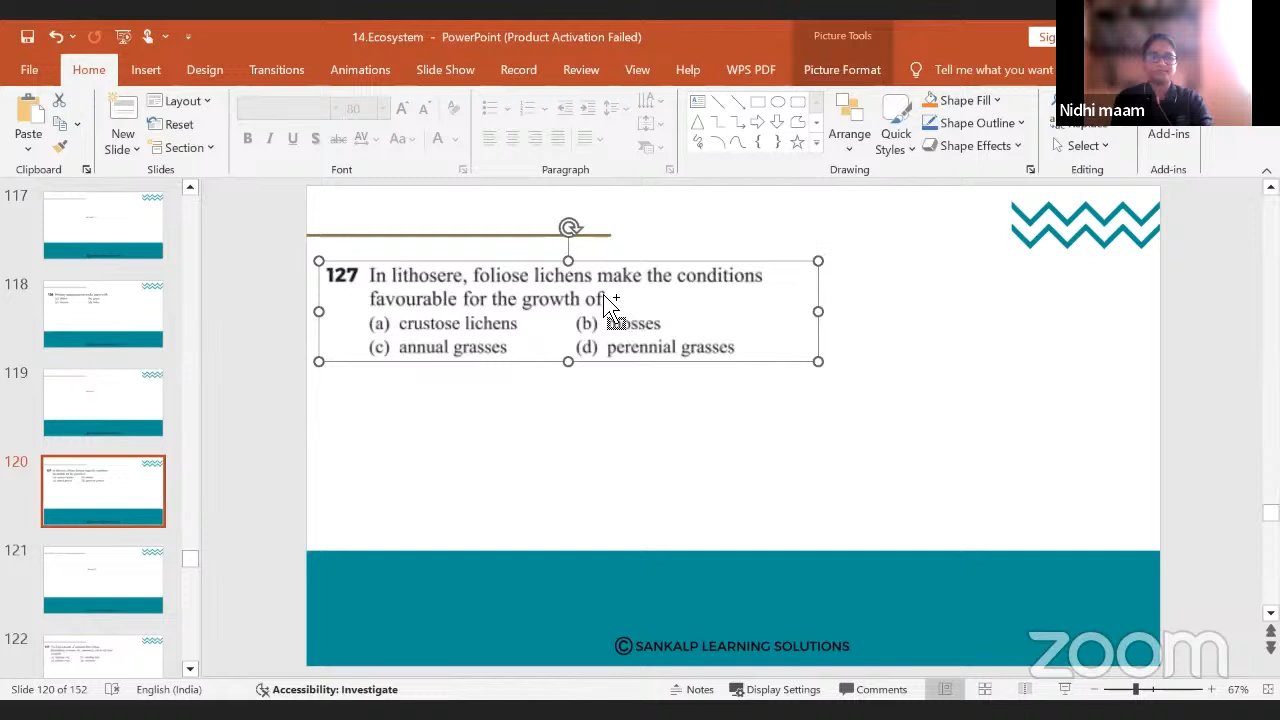 14.Ecosystem - PowerPoint (Product Activation Failed)
Picture Tools
File Home Insert Design Transitions Animations Slide Show Record Review View Help WPS PDF Picture Format Tell me what you want
Nidhi maam
Paste
Clipboard
New
Slide
Layout
Reset
Section
Slides
80
B I U S abc AV Aa A
Font
Paragraph
Arrange
Quick
Styles
Shape Fill
Shape Outline
Shape Effects
Drawing
Select
Editing
Add-ins
Add-ins
117
118
119
120
121
122
127 In lithosere, foliose lichens make the conditions
favourable for the growth of
(a) crustose lichens (b)
(c) annual grasses (d) perennial grasses
© SANKALP LEARNING SOLUTIONS
zoom
Slide 120 of 152 English (India) Accessibility: Investigate Notes Display Settings Comments 67%